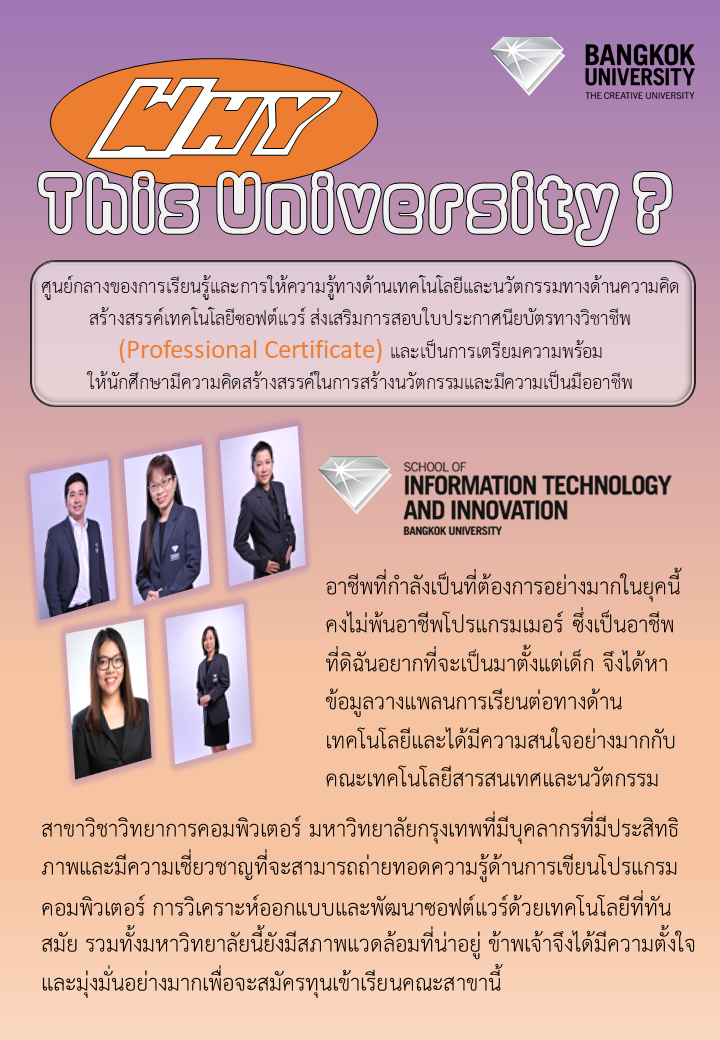 BANGKOK
UNIVERSITY
THE CREATIVE UNIVERSITY
WHY
This University ?
ศูนย์กลางของการเรียนรู้และการให้ความรู้ทางด้านเทคโนโลยีและนวัตกรรมทางด้านความคิด
สร้างสรรค์เทคโนโลยีซอฟต์แวร์ ส่งเสริมการสอบใบประกาศนียบัตรทางวิชาชีพ
(Professional Certificate) และเป็นการเตรียมความพร้อม
ให้นักศึกษามีความคิดสร้างสรรค์ในการสร้างนวัตกรรมและมีความเป็นมืออาชีพ
SCHOOL OF
INFORMATION TECHNOLOGY
AND INNOVATION
BANGKOK UNIVERSITY
อาชีพที่กำลังเป็นที่ต้องการอย่างมากในยุคนี้
คงไม่พ้นอาชีพโปรแกรมเมอร์ ซึ่งเป็นอาชีพ
ที่ดิฉันอยากที่จะเป็นมาตั้งแต่เด็ก จึงได้หา
ข้อมูลวางแพลนการเรียนต่อทางด้าน
เทคโนโลยีและได้มีความสนใจอย่างมากกับ
คณะเทคโนโลยีสารสนเทศและนวัตกรรม
สาขาวิชาวิทยาการคอมพิวเตอร์ มหาวิทยาลัยกรุงเทพที่มีบุคลากรที่มีประสิทธิ
ภาพและมีความเชี่ยวชาญที่จะสามารถถ่ายทอดความรู้ด้านการเขียนโปรแกรม
คอมพิวเตอร์ การวิเคราะห์ออกแบบและพัฒนาซอฟต์แวร์ด้วยเทคโนโลยีที่ทัน
สมัย รวมทั้งมหาวิทยาลัยนี้ยังมีสภาพแวดล้อมที่น่าอยู่ ข้าพเจ้าจึงได้มีความตั้งใจ
และมุ่งมั่นอย่างมากเพื่อจะสมัครทุนเข้าเรียนคณะสาขานี้